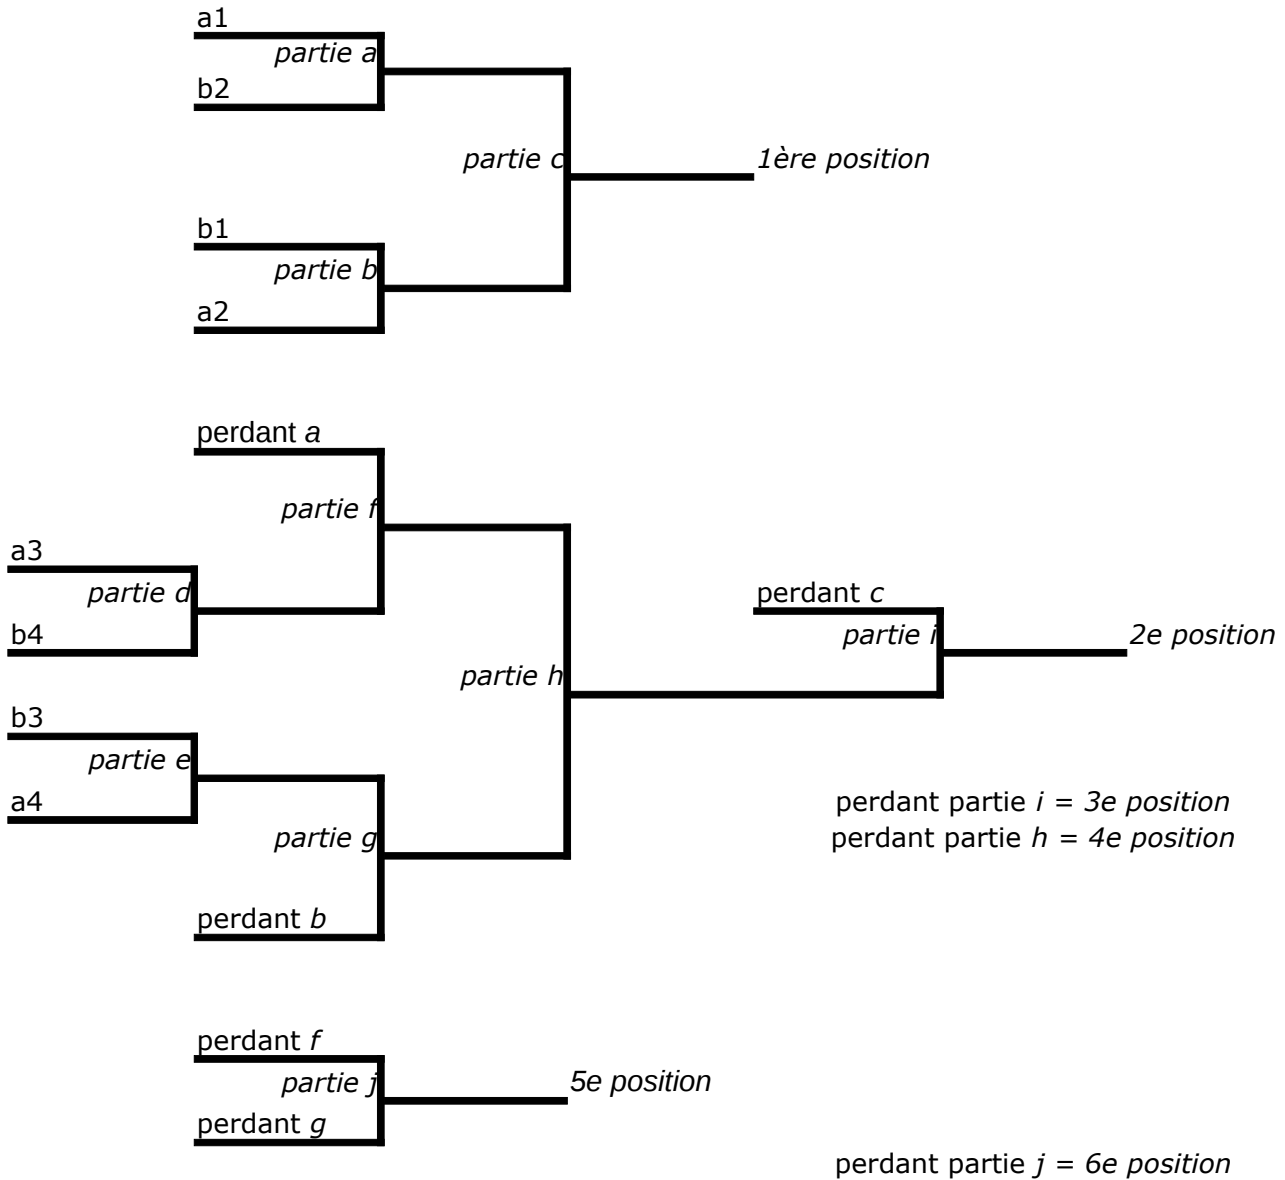 a1
partie a
b2
partie c
1ère position
b1
partie b
a2
perdant a
partie f
a3
partie d
b4
perdant c
partie i
2e position
partie h
b3
partie e
a4
partie g
perdant b
perdant partie i = 3e position
perdant partie h = 4e position
perdant f
partie j
perdant g
5e position
perdant partie j = 6e position